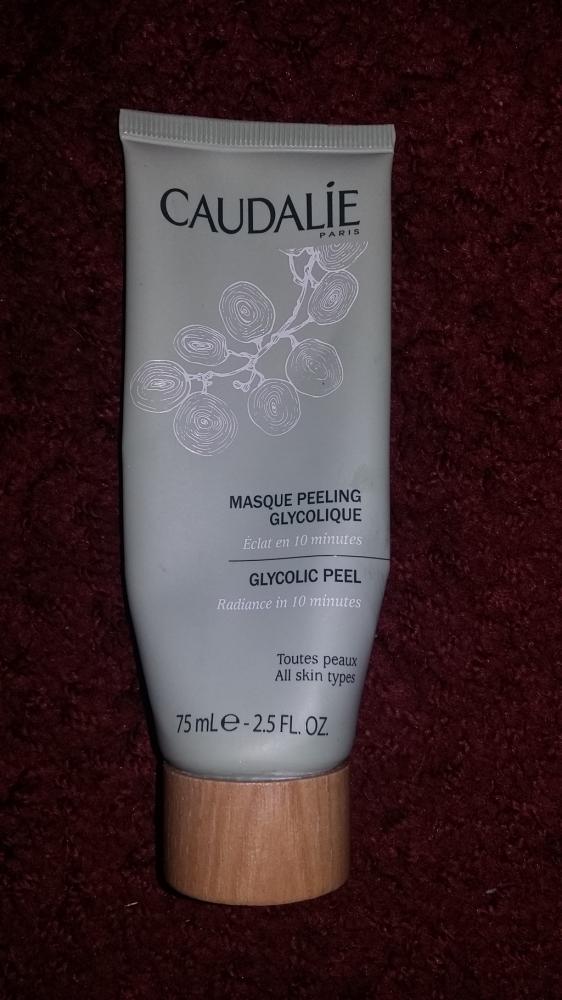 CAUDALÍE
PARIS
MASQUE PEELING
GLYCOLIQUE
Éclat en 10 minutes
GLYCOLIC PEEL
Radiance in 10 minutes
Toutes peaux
All skin types
75 mL℮ - 2.5 FL. OZ.